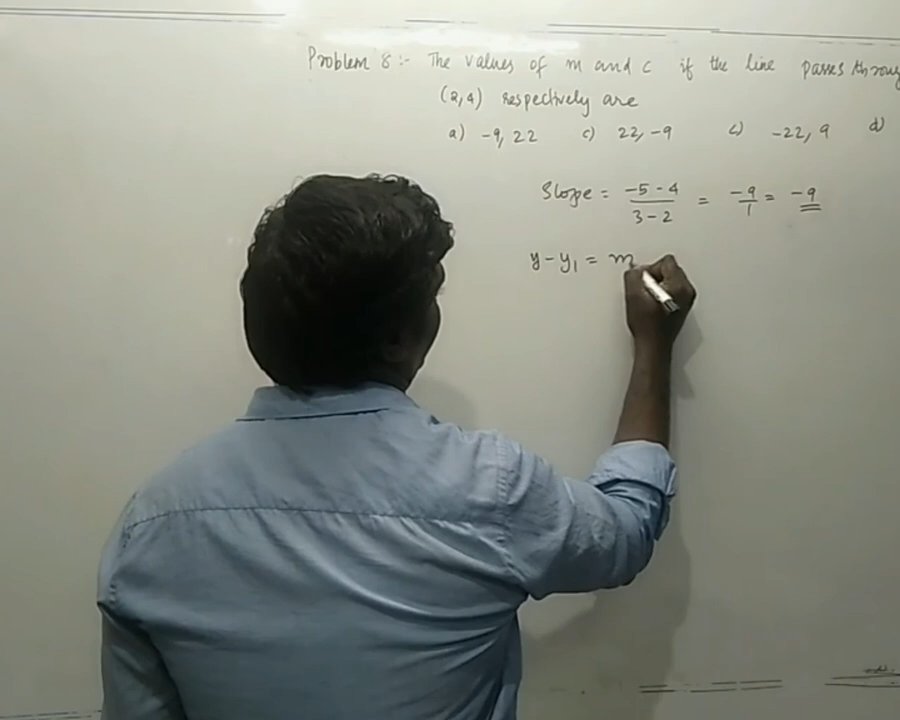 Problem 8:- The values of m and c if the line passes throug
(2,4) respectively are
a) -9, 22 c) 22, -9 c) -22, 9 d)
Slope = -5-4/3-2 = -9/1 = -9
y-y₁ = m